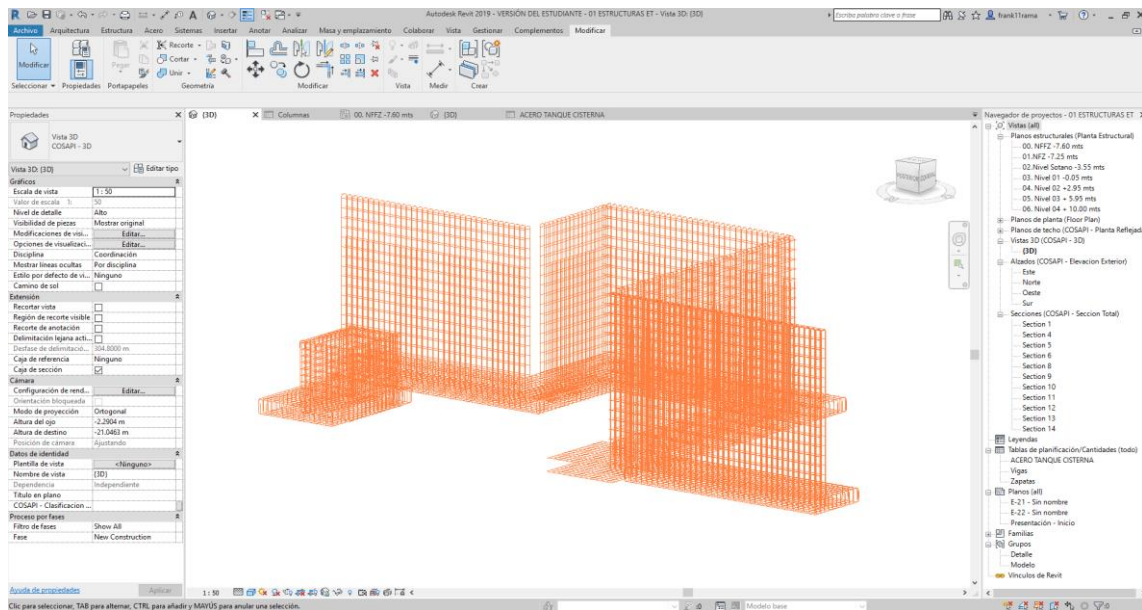 Autodesk Revit 2019 - VERSIÓN DEL ESTUDIANTE - 01 ESTRUCTURAS ET - Vista 3D: {3D}
Escriba palabra clave o frase
frank11rama
Archivo Arquitectura Estructura Acero Sistemas Insertar Anotar Analizar Masa y emplazamiento Colaborar Vista Gestionar Complementos Modificar
Modificar
Pegar
Recorte
Cortar
Unir
Seleccionar Propiedades Portapapeles Geometría Modificar Vista Medir Crear
Propiedades
{3D} Columnas 00. NFFZ -7.60 mts {3D} ACERO TANQUE CISTERNA
Vista 3D
COSAPI - 3D
Vista 3D: {3D} Editar tipo
Gráficos
Escala de vista 1 : 50
Valor de escala 1: 50
Nivel de detalle Alto
Visibilidad de piezas Mostrar original
Modificaciones de visi... Editar...
Opciones de visualizaci... Editar...
Disciplina Coordinación
Mostrar líneas ocultas Por disciplina
Estilo por defecto de vi... Ninguno
Camino de sol
Extensión
Recortar vista
Región de recorte visible
Recorte de anotación
Delimitación lejana acti...
Desfase de delimitació... 304.8000 m
Caja de referencia Ninguno
Caja de sección
Cámara
Configuración de rend... Editar...
Orientación bloqueada
Modo de proyección Ortogonal
Altura del ojo -2.2904 m
Altura de destino -21.0463 m
Posición de cámara Ajustando
Datos de identidad
Plantilla de vista <Ninguno>
Nombre de vista {3D}
Dependencia Independiente
Título en plano
COSAPI - Clasificacion ...
Proceso por fases
Filtro de fases Show All
Fase New Construction
Ayuda de propiedades Aplicar
Navegador de proyectos - 01 ESTRUCTURAS ET
Vistas (all)
Planos estructurales (Planta Estructural)
00. NFFZ -7.60 mts
01.NFZ -7.25 mts
02.Nivel Sotano -3.55 mts
03. Nivel 01 -0.05 mts
04. Nivel 02 +2.95 mts
05. Nivel 03 + 5.95 mts
06. Nivel 04 + 10.00 mts
Planos de planta (Floor Plan)
Planos de techo (COSAPI - Planta Reflejad
Vistas 3D (COSAPI - 3D)
{3D}
Alzados (COSAPI - Elevacion Exterior)
Este
Norte
Oeste
Sur
Secciones (COSAPI - Seccion Total)
Section 1
Section 4
Section 5
Section 6
Section 8
Section 9
Section 10
Section 11
Section 12
Section 13
Section 14
Leyendas
Tablas de planificación/Cantidades (todo)
ACERO TANQUE CISTERNA
Vigas
Zapatas
Planos (all)
E-21 - Sin nombre
E-22 - Sin nombre
Presentación - Inicio
Familias
Grupos
Detalle
Modelo
Vínculos de Revit
1 : 50
Clic para seleccionar, TAB para alternar, CTRL para añadir y MAYÚS para anular una selección.
:0 Modelo base
:0